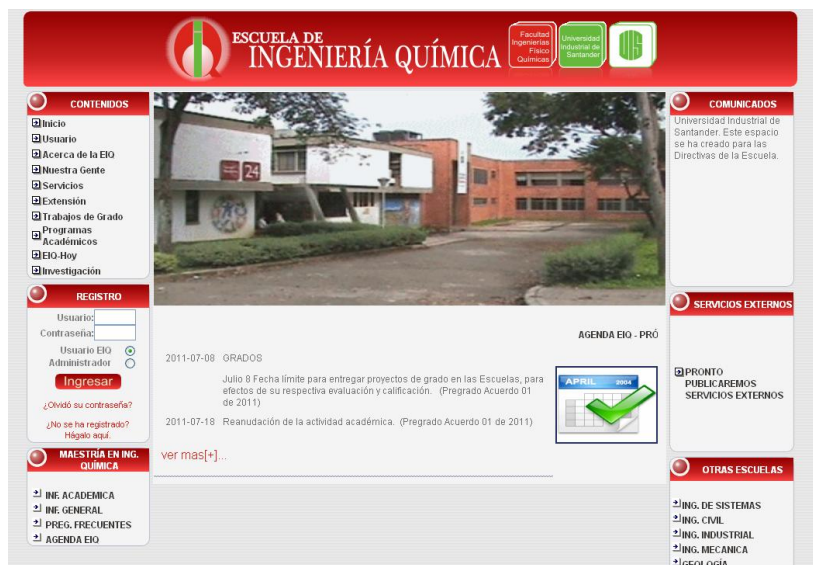 ESCUELA DE
INGENIERÍA QUÍMICA
Facultad
Ingenierías
Físico
Químicas
Universidad
Industrial de
Santander
UIS
CONTENIDOS
Inicio
Usuario
Acerca de la EIQ
Nuestra Gente
Servicios
Extensión
Trabajos de Grado
Programas
Académicos
EIQ-Hoy
Investigación
REGISTRO
Usuario:
Contraseña:
Usuario EIQ
Administrador
Ingresar
¿Olvidó su contraseña?
¿No se ha registrado?
Hágalo aquí.
MAESTRÍA EN ING.
QUÍMICA
INF. ACADEMICA
INF. GENERAL
PREG. FRECUENTES
AGENDA EIQ
24
AGENDA EIQ - PRÓ
2011-07-08 GRADOS
Julio 8 Fecha límite para entregar proyectos de grado en las Escuelas, para
efectos de su respectiva evaluación y calificación. (Pregrado Acuerdo 01
de 2011)
2011-07-18 Reanudación de la actividad académica. (Pregrado Acuerdo 01 de 2011)
APRIL 2004
ver mas[+]...
COMUNICADOS
Universidad Industrial de
Santander. Este espacio
se ha creado para las
Directivas de la Escuela.
SERVICIOS EXTERNOS
PRONTO
PUBLICAREMOS
SERVICIOS EXTERNOS
OTRAS ESCUELAS
ING. DE SISTEMAS
ING. CIVIL
ING. INDUSTRIAL
ING. MECANICA
GEOLOGÍA